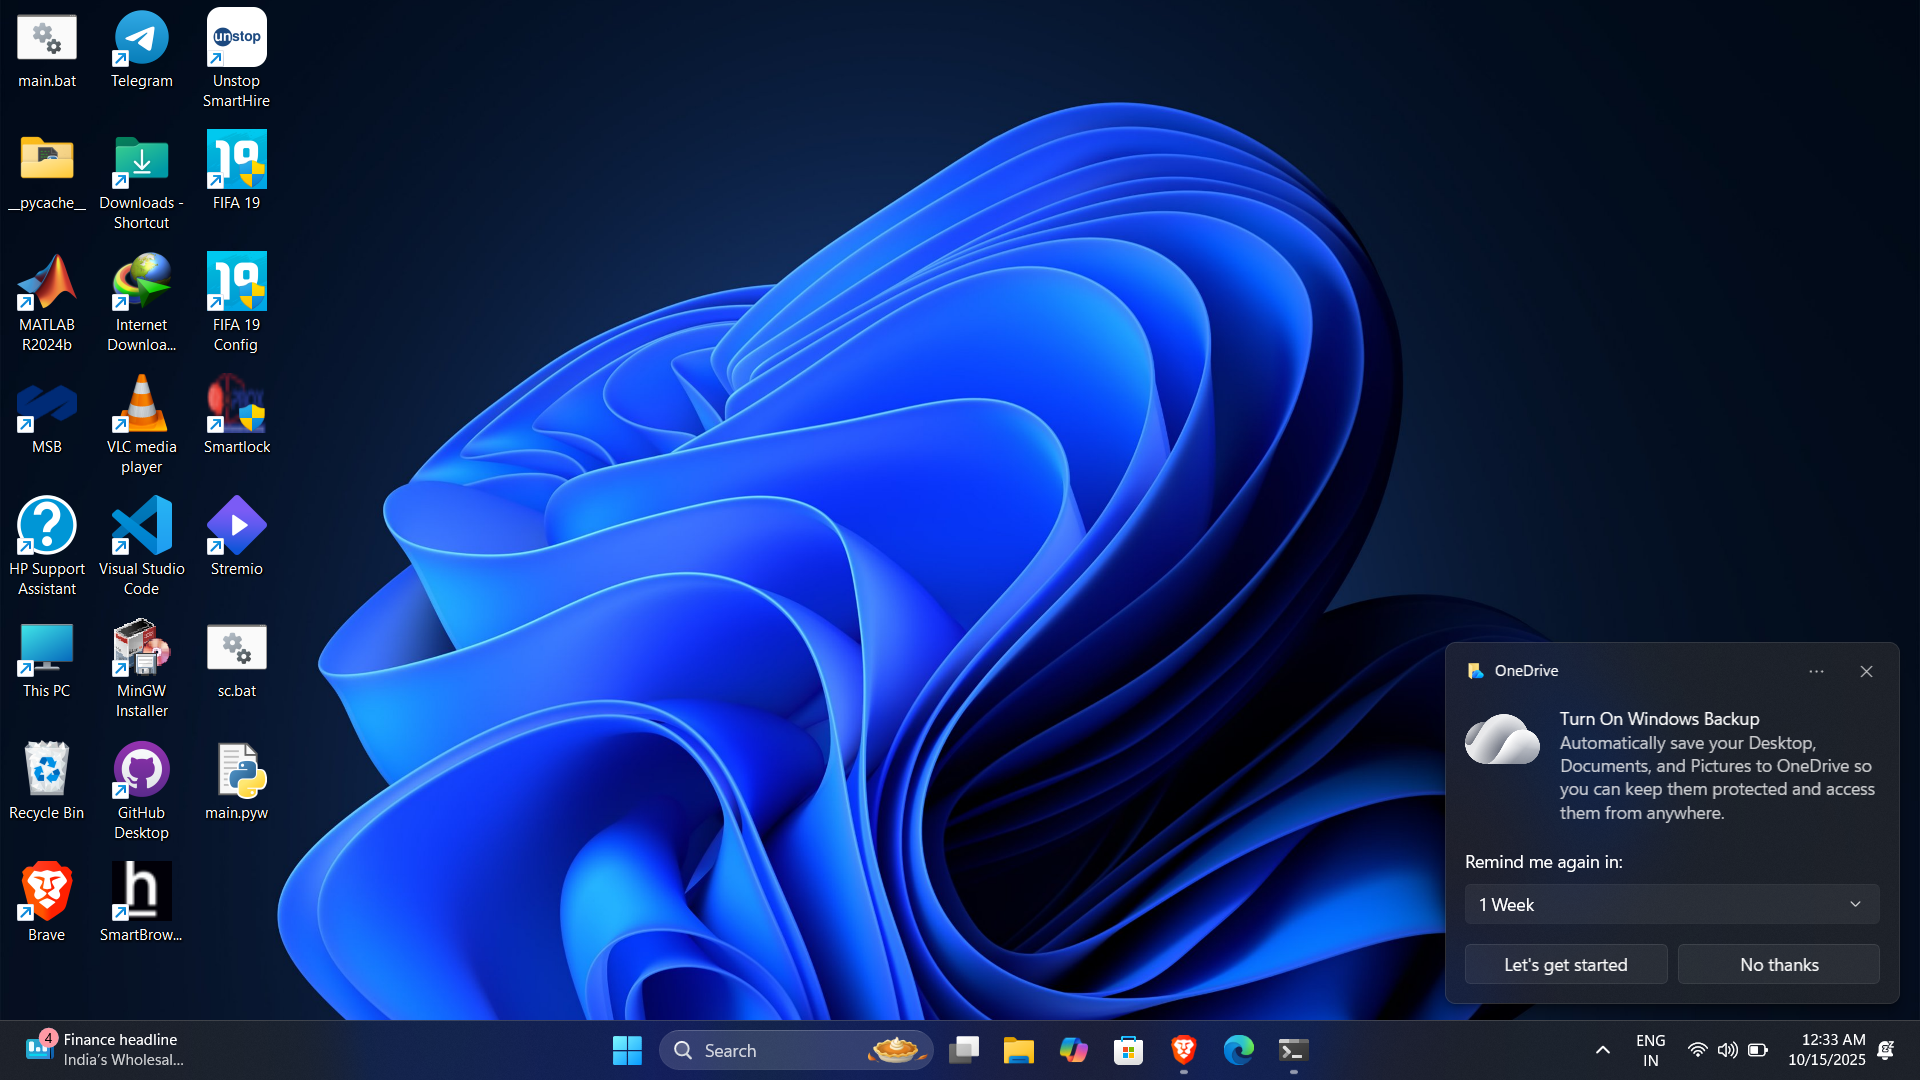 main.bat
Telegram
unstop
Unstop
SmartHire
__pycache__
Downloads -
Shortcut
19
FIFA 19
MATLAB
R2024b
Internet
Downloa...
19
FIFA 19
Config
MSB
VLC media
player
Smartlock
HP Support
Assistant
Visual Studio
Code
Stremio
This PC
MinGW
Installer
sc.bat
Recycle Bin
GitHub
Desktop
main.pyw
Brave
h
SmartBrow...
OneDrive
Turn On Windows Backup
Automatically save your Desktop,
Documents, and Pictures to OneDrive so
you can keep them protected and access
them from anywhere.
Remind me again in:
1 Week
Let's get started
No thanks
4
Finance headline
India's Wholesal...
Search
ENG
IN
12:33 AM
10/15/2025